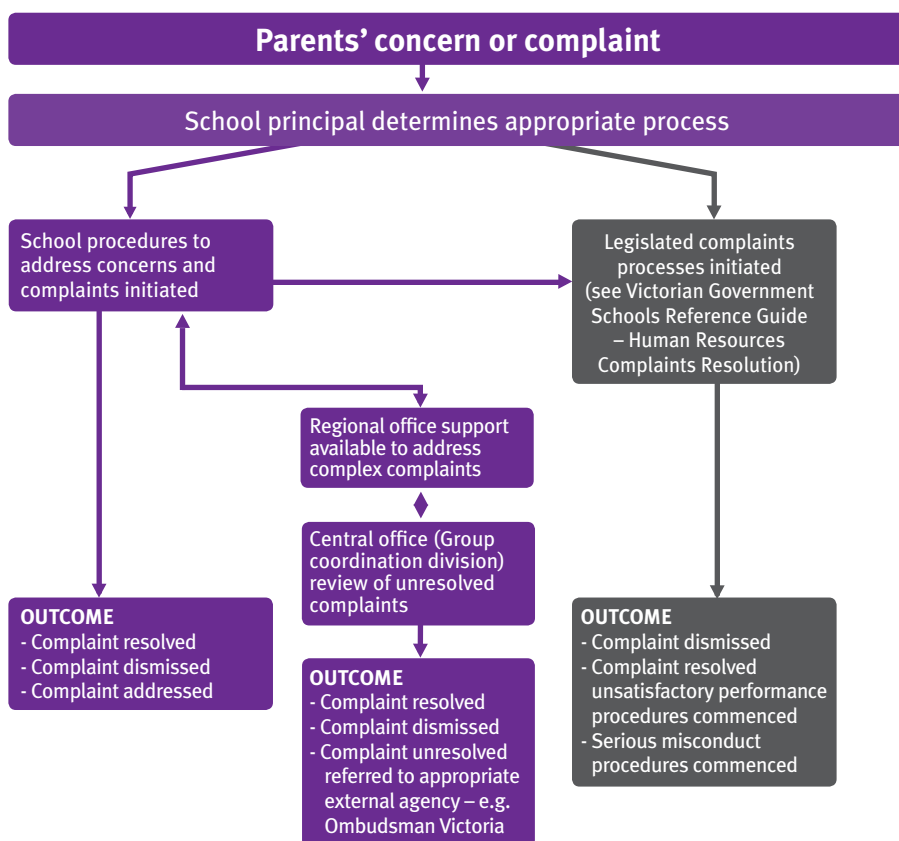 Parents’ concern or complaint
School principal determines appropriate process
School procedures to
address concerns and
complaints initiated
Legislated complaints
processes initiated
(see Victorian Government
Schools Reference Guide
– Human Resources
Complaints Resolution)
Regional office support
available to address
complex complaints
Central office (Group
coordination division)
review of unresolved
complaints
OUTCOME
- Complaint resolved
- Complaint dismissed
- Complaint addressed
OUTCOME
- Complaint resolved
- Complaint dismissed
- Complaint unresolved
referred to appropriate
external agency – e.g.
Ombudsman Victoria
OUTCOME
- Complaint dismissed
- Complaint resolved
unsatisfactory performance
procedures commenced
- Serious misconduct
procedures commenced